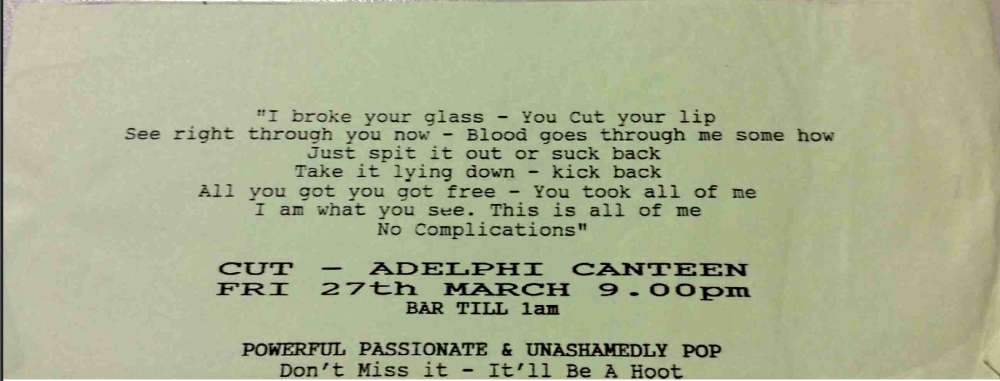 "I broke your glass - You Cut your lip
See right through you now - Blood goes through me some how
Just spit it out or suck back
Take it lying down - kick back
All you got you got free - You took all of me
I am what you see. This is all of me
No Complications"
CUT - ADELPHI CANTEEN
FRI 27th MARCH 9.00pm
BAR TILL 1am
POWERFUL PASSIONATE & UNASHAMEDLY POP
Don't Miss it - It'll Be A Hoot